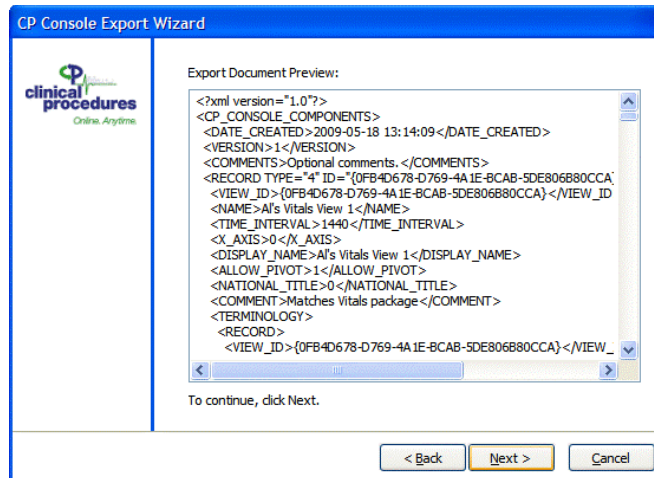 CP Console Export Wizard
CP
clinical
procedures
Online. Anytime.
Export Document Preview:
<?xml version="1.0"?>
<CP_CONSOLE_COMPONENTS>
<DATE_CREATED>2009-05-18 13:14:09</DATE_CREATED>
<VERSION>1</VERSION>
<COMMENTS>Optional comments.</COMMENTS>
<RECORD TYPE="4" ID="{0FB4D678-D769-4A1E-BCAB-5DE806B80CCA}
<VIEW_ID>{0FB4D678-D769-4A1E-BCAB-5DE806B80CCA}</VIEW_ID
<NAME>Al's Vitals View 1</NAME>
<TIME_INTERVAL>1440</TIME_INTERVAL>
<X_AXIS>0</X_AXIS>
<DISPLAY_NAME>Al's Vitals View 1</DISPLAY_NAME>
<ALLOW_PIVOT>1</ALLOW_PIVOT>
<NATIONAL_TITLE>0</NATIONAL_TITLE>
<COMMENT>Matches Vitals package</COMMENT>
<TERMINOLOGY>
<RECORD>
<VIEW_ID>{0FB4D678-D769-4A1E-BCAB-5DE806B80CCA}</VIEW_
To continue, click Next.
< Back
Next >
Cancel